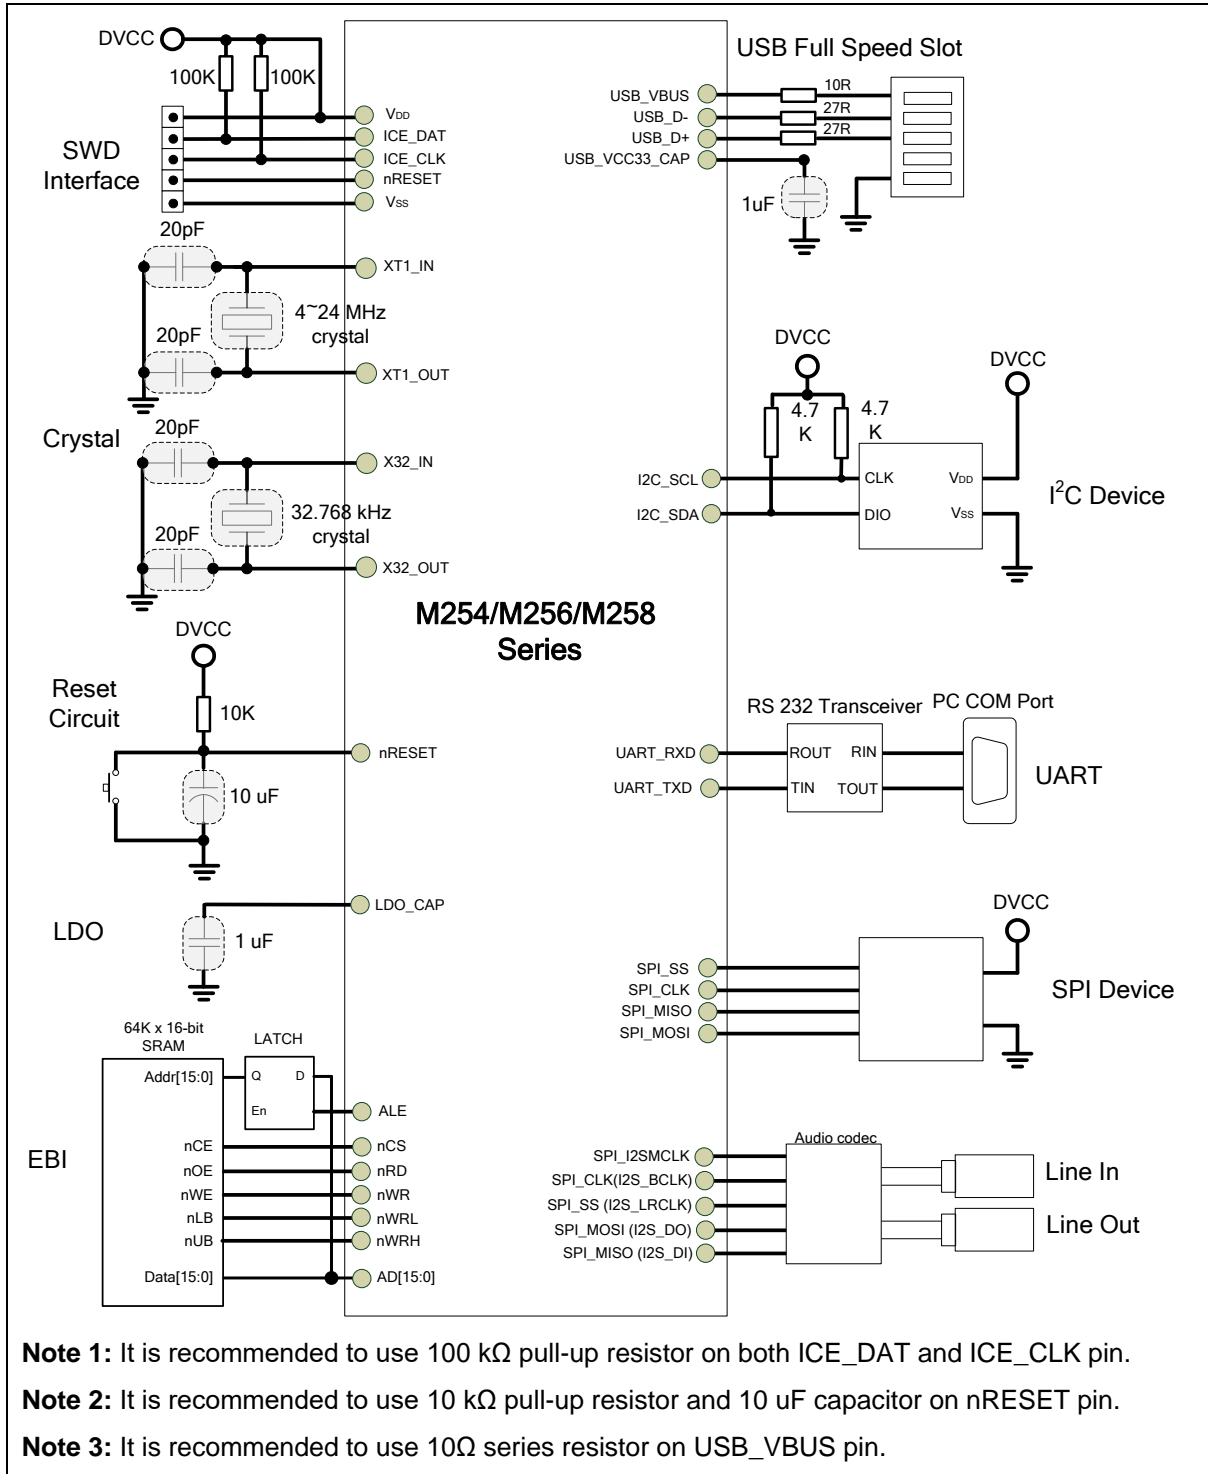 DVCC
100K
100K
SWD
Interface
VDD
ICE_DAT
ICE_CLK
nRESET
VSS
20pF
XT1_IN
4~24 MHz
crystal
20pF
XT1_OUT
Crystal
20pF
X32_IN
32.768 kHz
crystal
20pF
X32_OUT
DVCC
Reset
Circuit
10K
nRESET
10 uF
LDO
LDO_CAP
1 uF
64K x 16-bit
SRAM
LATCH
Addr[15:0]
Q
D
En
ALE
EBI
nCE
nCS
nOE
nRD
nWE
nWR
nLB
nWRL
nUB
nWRH
Data[15:0]
AD[15:0]
M254/M256/M258
Series
USB Full Speed Slot
USB_VBUS
10R
USB_D-
27R
USB_D+
27R
USB_VCC33_CAP
1uF
DVCC
DVCC
4.7
K
4.7
K
I2C_SCL
CLK
VDD
I2C_SDA
DIO
VSS
I²C Device
RS 232 Transceiver
PC COM Port
UART_RXD
ROUT
RIN
UART_TXD
TIN
TOUT
UART
DVCC
SPI_SS
SPI_CLK
SPI_MISO
SPI_MOSI
SPI Device
Audio codec
SPI_I2SMCLK
SPI_CLK(I2S_BCLK)
SPI_SS (I2S_LRCLK)
SPI_MOSI (I2S_DO)
SPI_MISO (I2S_DI)
Line In
Line Out
Note 1: It is recommended to use 100 kΩ pull-up resistor on both ICE_DAT and ICE_CLK pin.
Note 2: It is recommended to use 10 kΩ pull-up resistor and 10 uF capacitor on nRESET pin.
Note 3: It is recommended to use 10Ω series resistor on USB_VBUS pin.